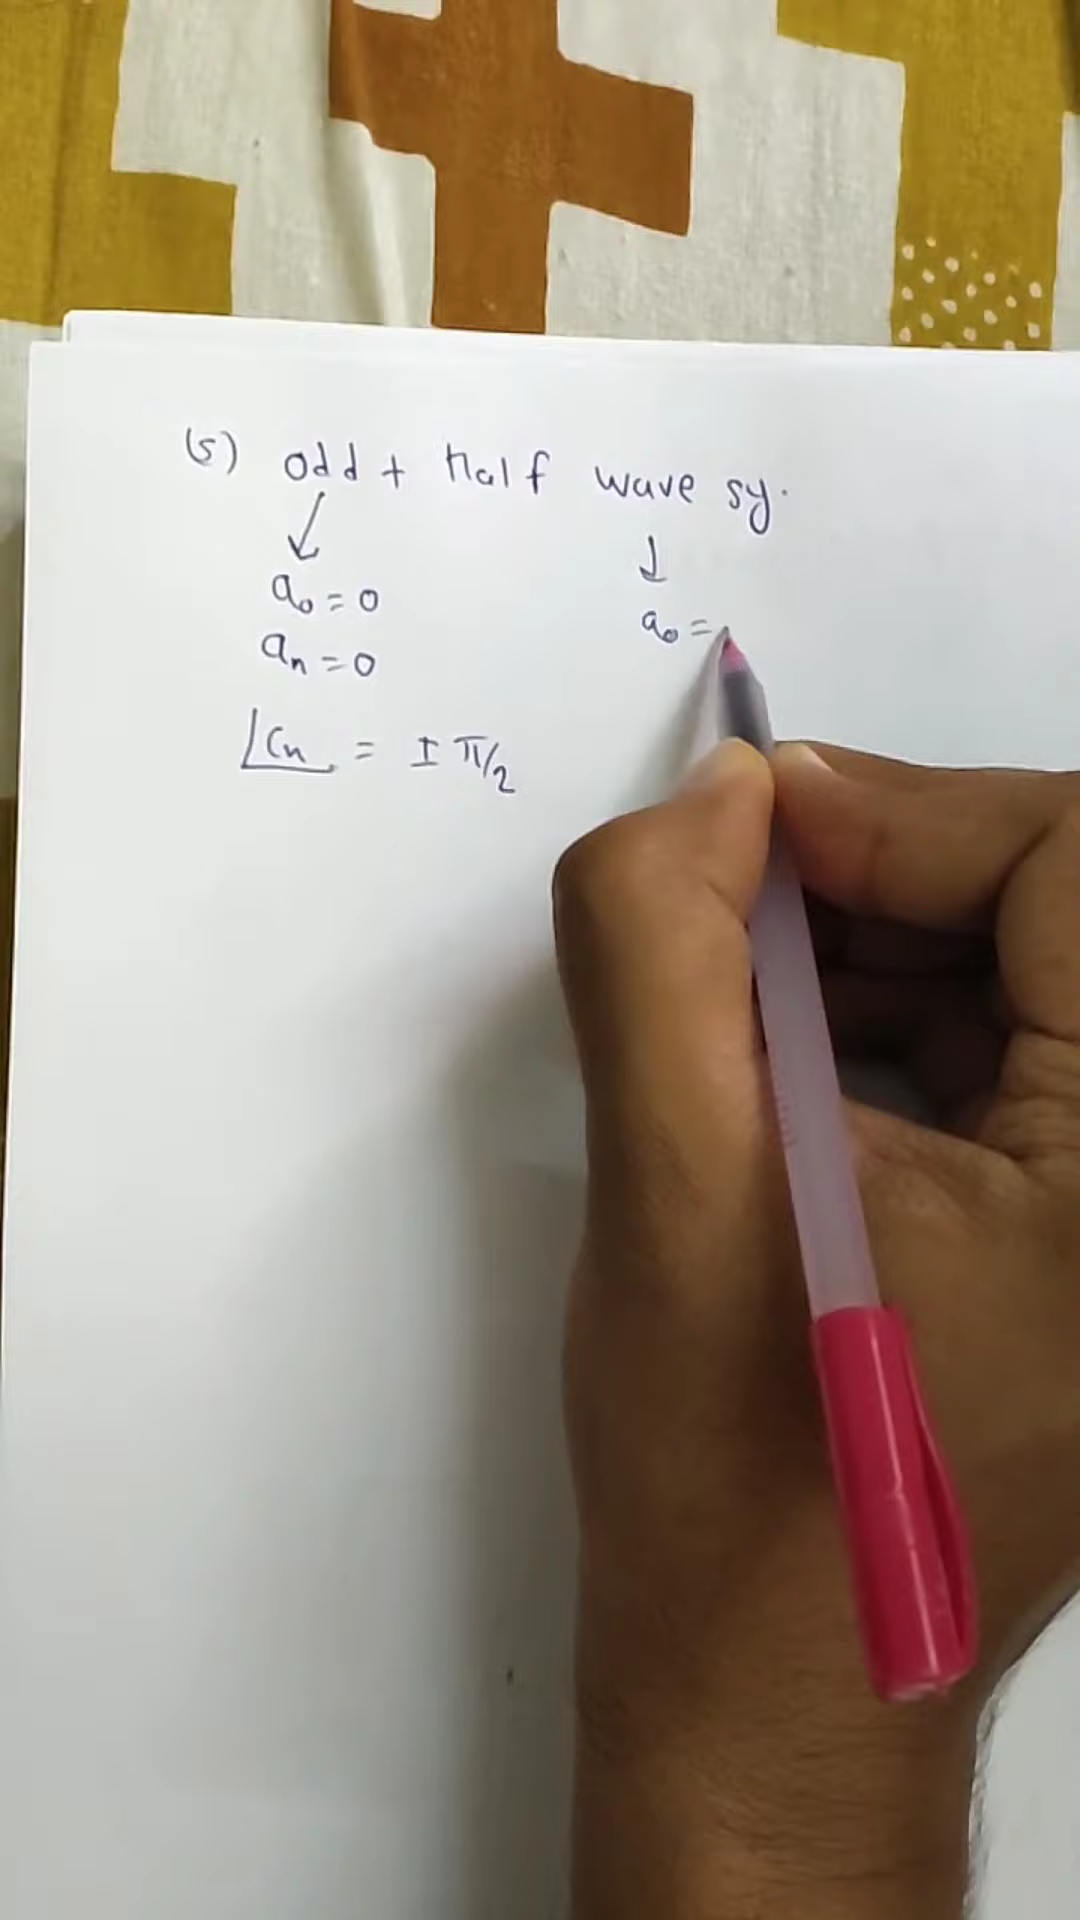 (5) odd + Half wave sy.
↙ ↓
a₀ = 0 a₀ =
aₙ = 0
∠Cn = ± π/2